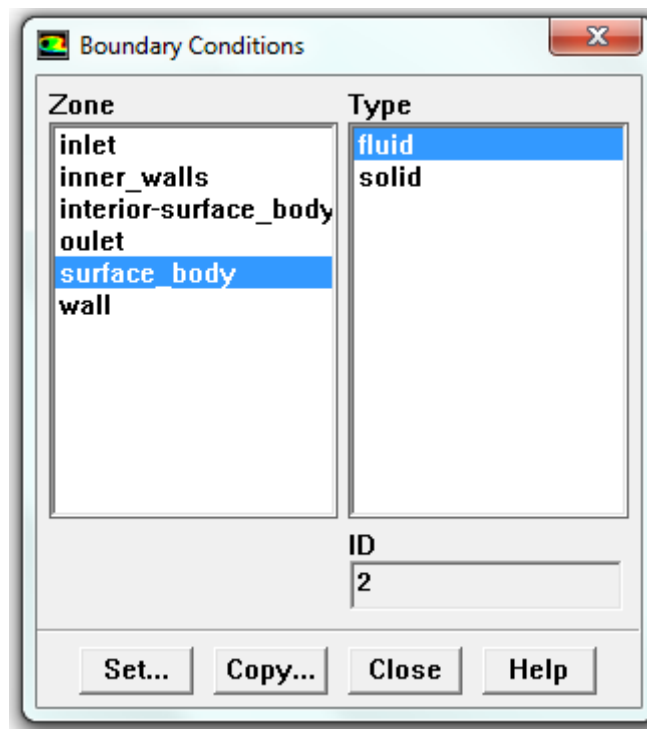 Boundary Conditions
Zone
Type
inlet
inner_walls
interior-surface_body
oulet
surface_body
wall
fluid
solid
ID
2
Set... Copy... Close Help